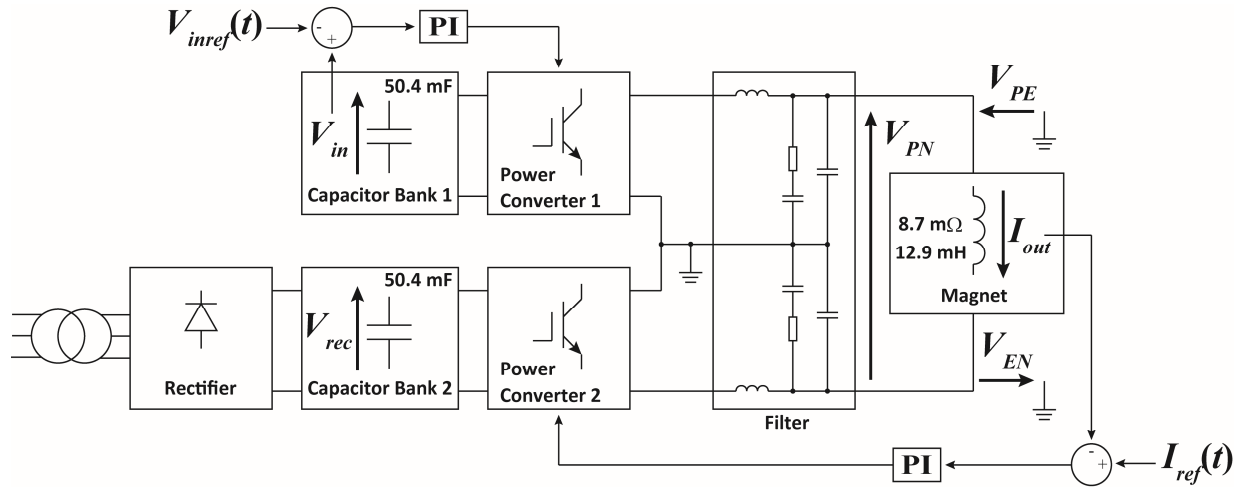 V_inref(t)
-
+
PI
50.4 mF
V_in
Capacitor Bank 1
Power
Converter 1
V_PE
V_PN
8.7 mΩ
12.9 mH
I_out
Magnet
50.4 mF
V_rec
Capacitor Bank 2
Rectifier
Power
Converter 2
Filter
V_EN
PI
-
+
I_ref(t)